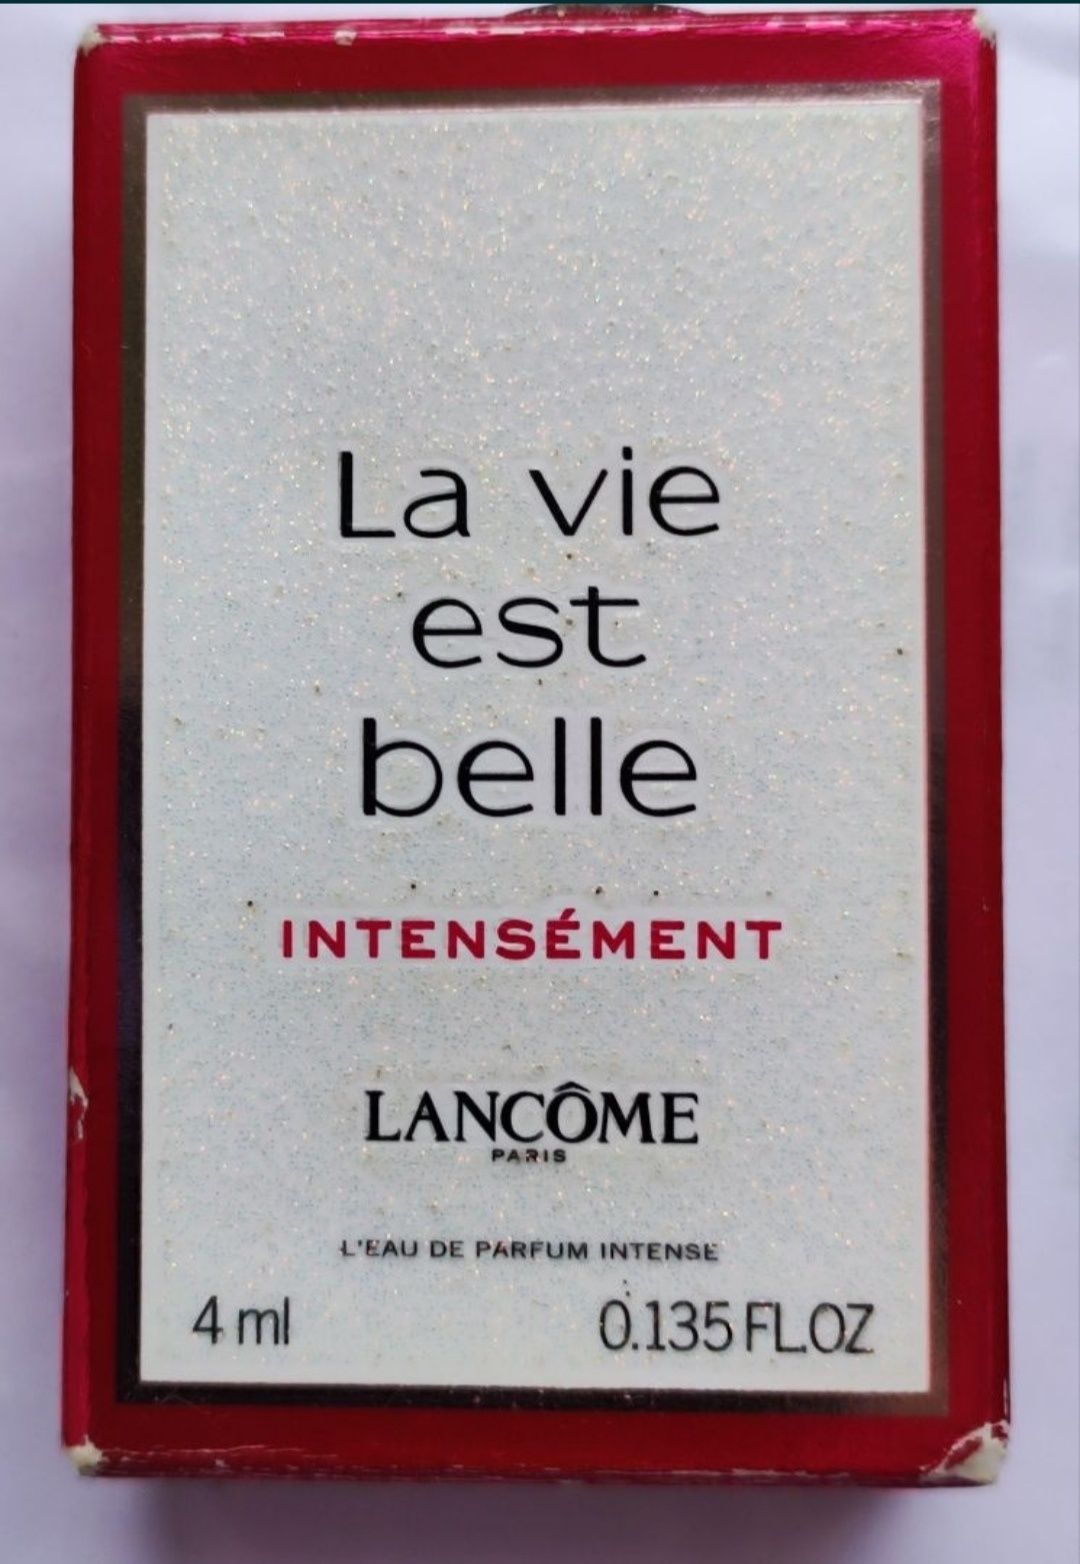 La vie
est
belle
INTENSÉMENT
LANCÔME
PARIS
L'EAU DE PARFUM INTENSE
4 ml 0.135 FL.OZ